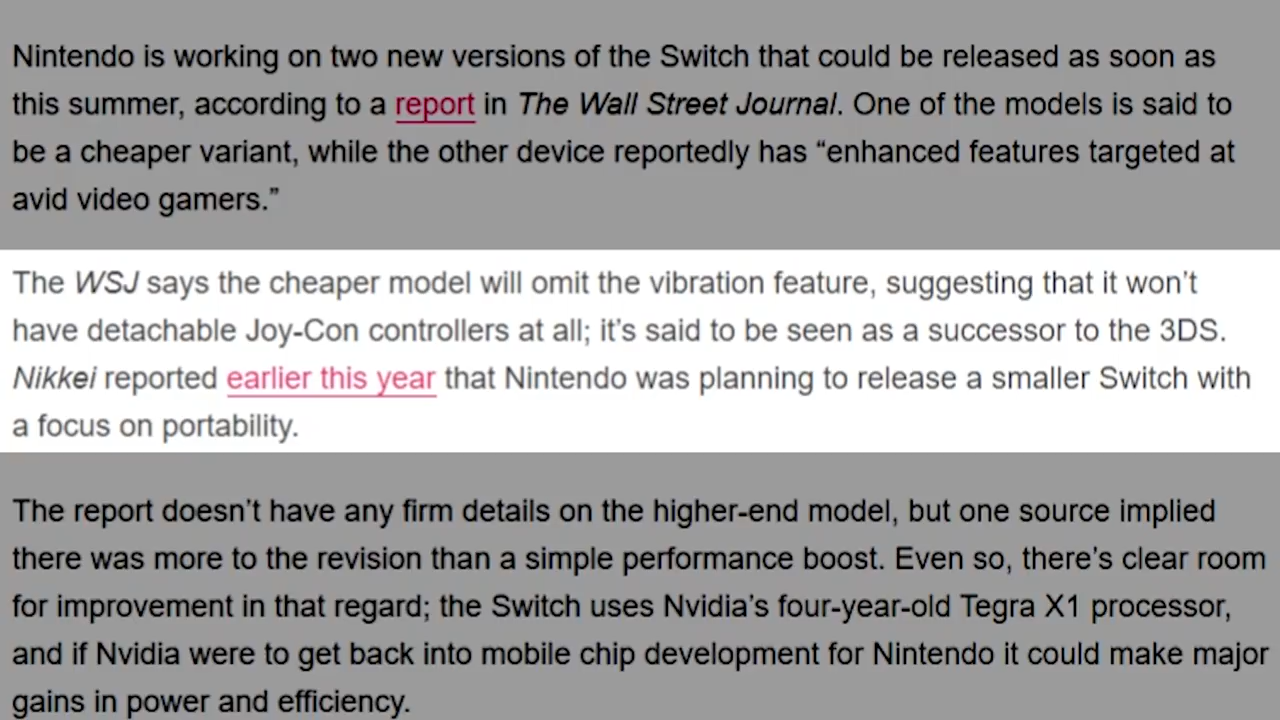 Nintendo is working on two new versions of the Switch that could be released as soon as
this summer, according to a report in The Wall Street Journal. One of the models is said to
be a cheaper variant, while the other device reportedly has “enhanced features targeted at
avid video gamers.”
The WSJ says the cheaper model will omit the vibration feature, suggesting that it won’t
have detachable Joy-Con controllers at all; it’s said to be seen as a successor to the 3DS.
Nikkei reported earlier this year that Nintendo was planning to release a smaller Switch with
a focus on portability.
The report doesn’t have any firm details on the higher-end model, but one source implied
there was more to the revision than a simple performance boost. Even so, there’s clear room
for improvement in that regard; the Switch uses Nvidia’s four-year-old Tegra X1 processor,
and if Nvidia were to get back into mobile chip development for Nintendo it could make major
gains in power and efficiency.